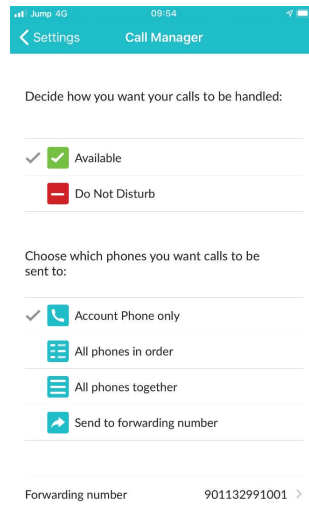 Jump 4G 09:54
Settings Call Manager
Decide how you want your calls to be handled:
Available
Do Not Disturb
Choose which phones you want calls to be
sent to:
Account Phone only
All phones in order
All phones together
Send to forwarding number
Forwarding number 901132991001